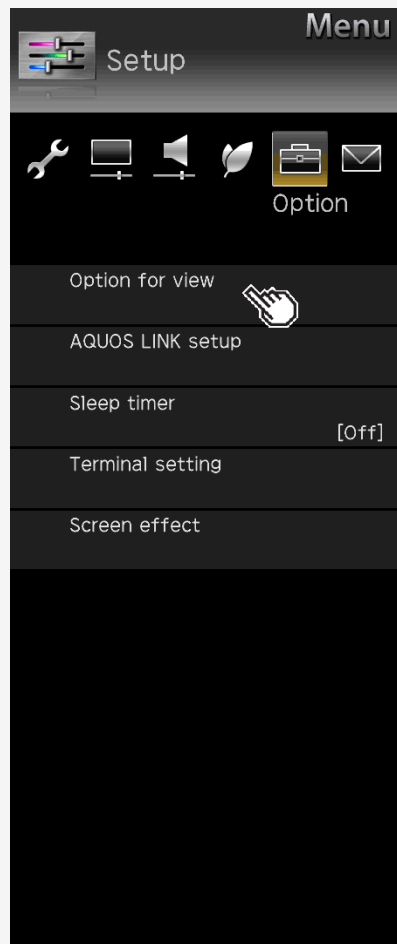 Menu
Setup
Option
Option for view
AQUOS LINK setup
Sleep timer
[Off]
Terminal setting
Screen effect